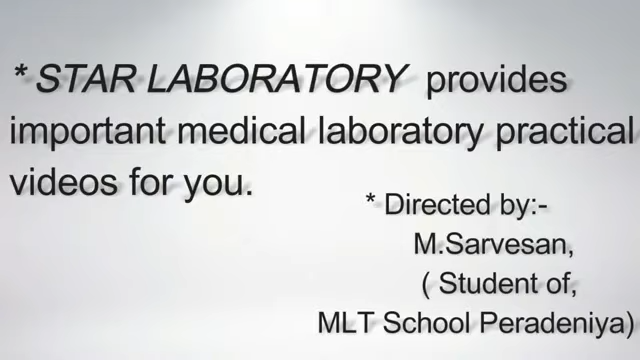 * STAR LABORATORY provides
important medical laboratory practical
videos for you.
* Directed by:-
M.Sarvesan,
( Student of,
MLT School Peradeniya)